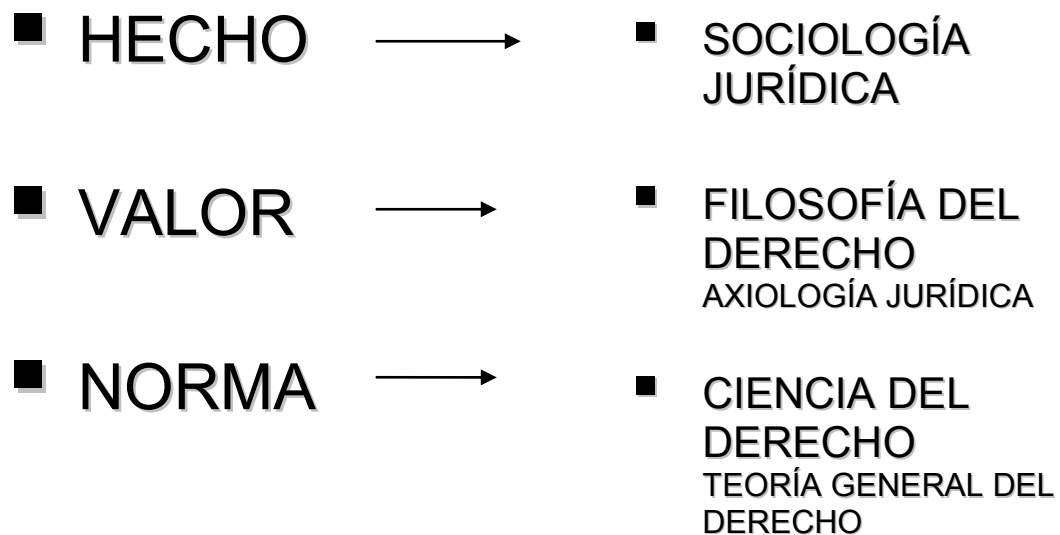 HECHO
SOCIOLOGÍA
JURÍDICA
VALOR
FILOSOFÍA DEL
DERECHO
AXIOLOGÍA JURÍDICA
NORMA
CIENCIA DEL
DERECHO
TEORÍA GENERAL DEL
DERECHO